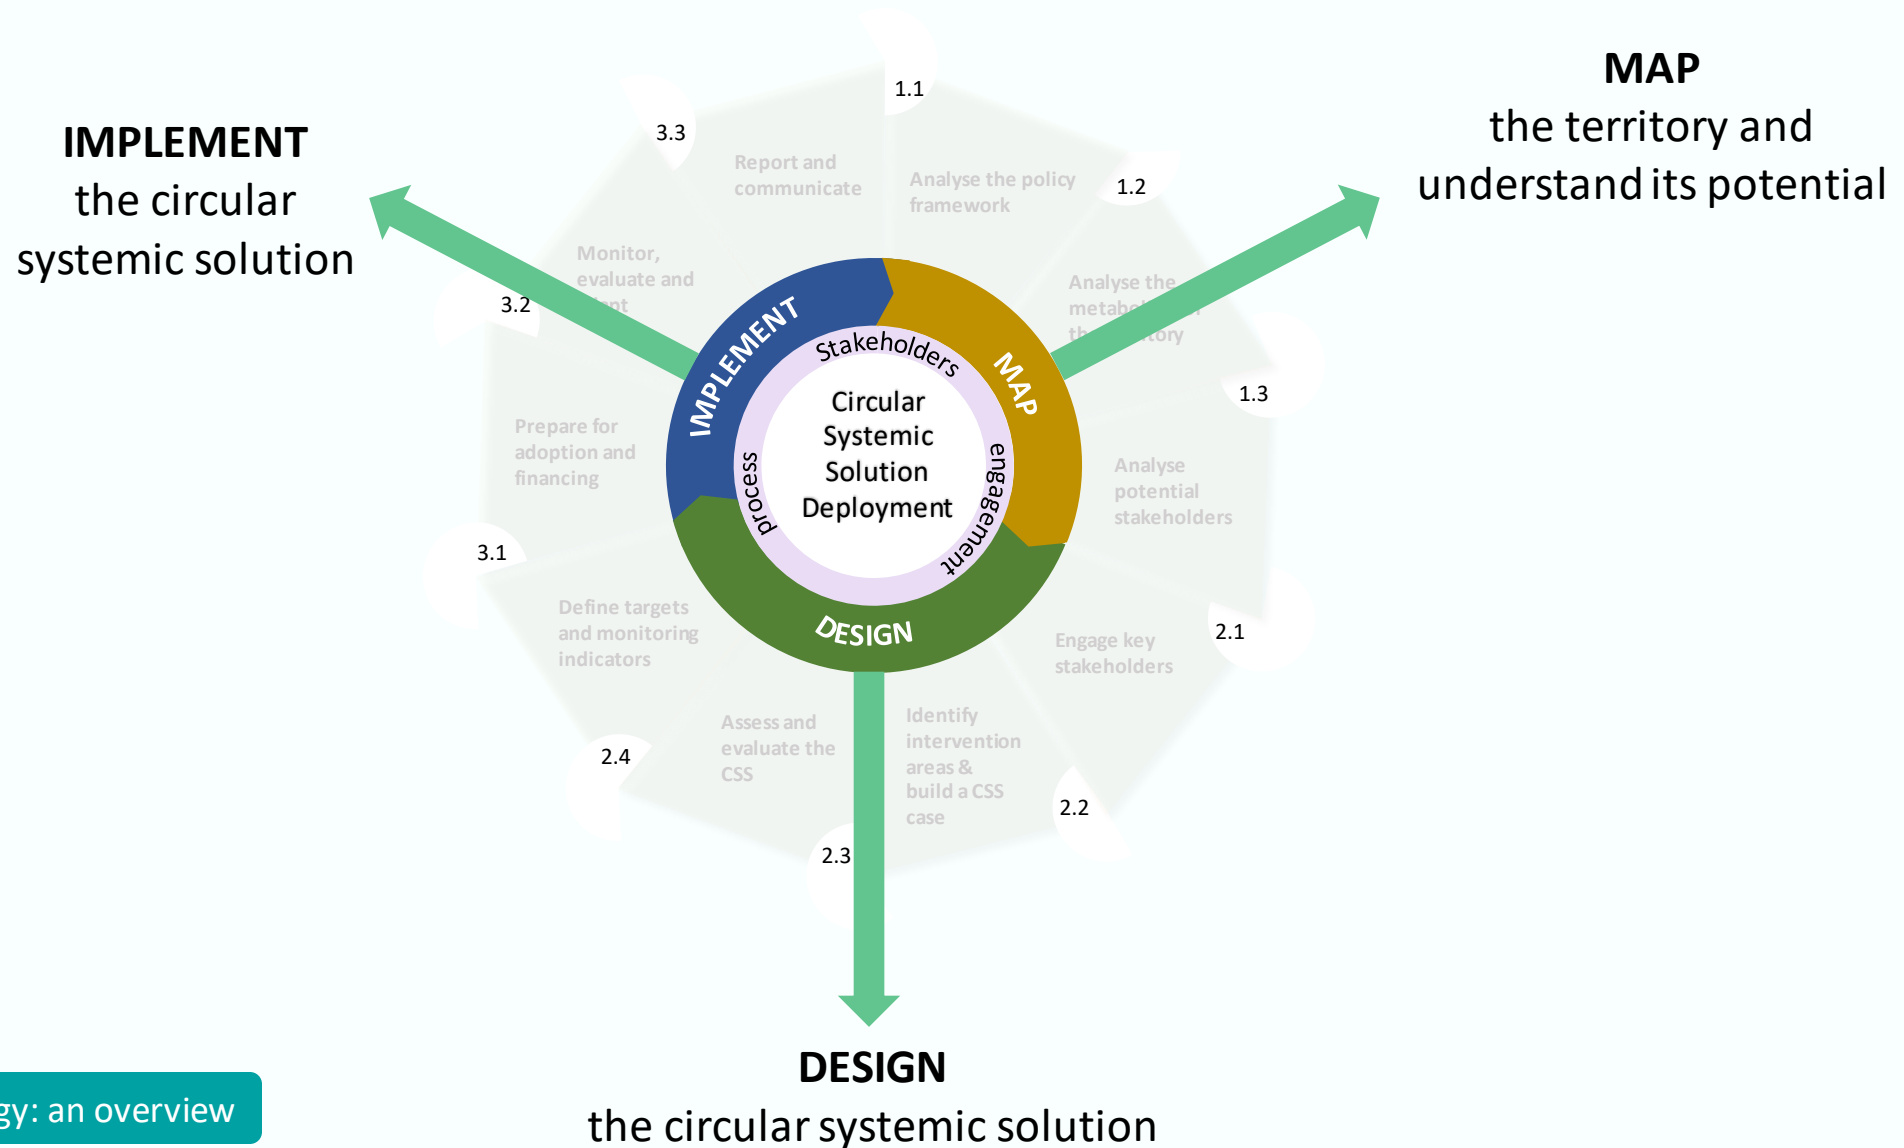 IMPLEMENT
the circular
systemic solution
MAP
the territory and
understand its potential
1.1
Analyse the policy
framework
1.2
Analyse the
1.3
Analyse
potential
stakeholders
2.1
Engage key
stakeholders
2.2
Identify
intervention
areas &
build a CSS
case
2.3
Assess and
evaluate the
CSS
2.4
Define targets
and monitoring
indicators
3.1
Prepare for
adoption and
financing
3.2
Monitor,
evaluate and
3.3
Report and
communicate
IMPLEMENT
MAP
DESIGN
Stakeholders
engagement
process
Circular
Systemic
Solution
Deployment
DESIGN
the circular systemic solution
gy: an overview